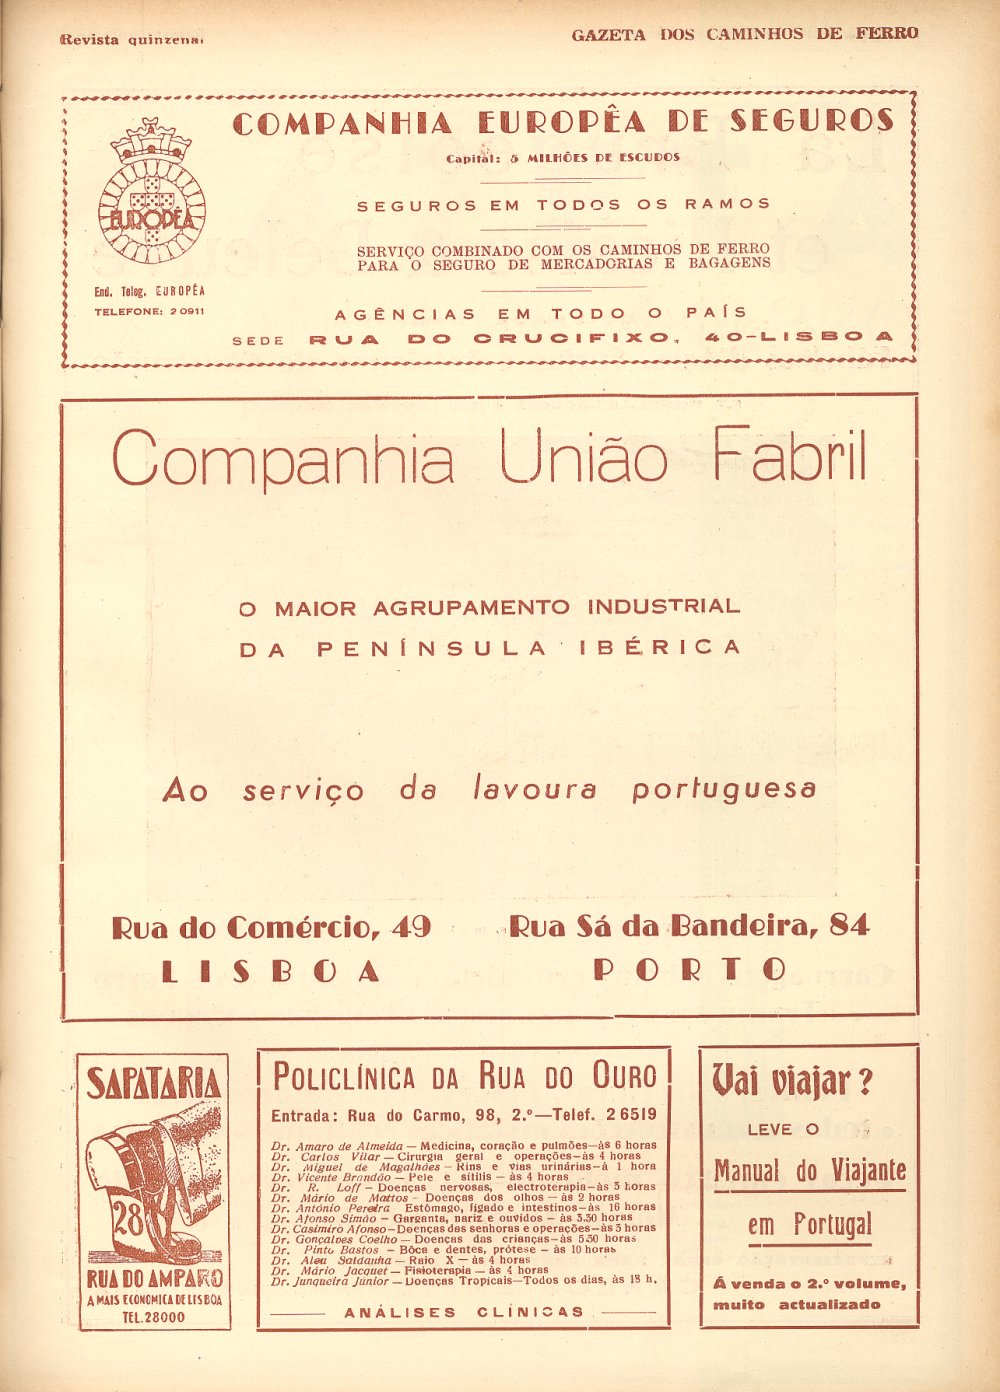 Revista quinzenal
GAZETA DOS CAMINHOS DE FERRO
COMPANHIA EUROPÊA DE SEGUROS
Capital: 5 MILHÕES DE ESCUDOS
SEGUROS EM TODOS OS RAMOS
SERVIÇO COMBINADO COM OS CAMINHOS DE FERRO
PARA O SEGURO DE MERCADORIAS E BAGAGENS
AGÊNCIAS EM TODO O PAÍS
SEDE RUA DO CRUCIFIXO, 40-LISBOA
EUROPÊA
End. Teleg. EUROPÊA
TELEFONE: 20911
Companhia União Fabril
O MAIOR AGRUPAMENTO INDUSTRIAL
DA PENÍNSULA IBÉRICA
Ao serviço da lavoura portuguesa
Rua do Comércio, 49
LISBOA
Rua Sá da Bandeira, 84
PORTO
SAPATARIA
28
RUA DO AMPARO
A MAIS ECONOMICA DE LISBOA
TEL. 28000
POLICLÍNICA DA RUA DO OURO
Entrada: Rua do Carmo, 98, 2.º—Telef. 26519
Dr. Amaro de Almeida — Medicina, coração e pulmões—às 6 horas
Dr. Carlos Vilar — Cirurgia geral e operações—às 4 horas
Dr. Miguel de Magalhães — Rins e vias urinárias—à 1 hora
Dr. Vicente Brandão — Pele e sífilis — às 4 horas
Dr. R. Loff — Doenças nervosas, electroterapia—às 5 horas
Dr. Mário de Mattos — Doenças dos olhos — às 2 horas
Dr. António Pereira Estômago, fígado e intestinos—às 16 horas
Dr. Afonso Simão — Garganta, nariz e ouvidos — às 3.30 horas
Dr. Casimiro Afonso — Doenças das senhoras e operações—às 3 horas
Dr. Gonçalves Coelho — Doenças das crianças—às 5 30 horas
Dr. Pinto Bastos — Bôca e dentes, prótese — às 10 horas
Dr. Aleu Saldanha — Raio X — às 4 horas
Dr. Mário Jacquet — Fisioterapia — às 4 horas
Dr. Junqueira Júnior — Doenças Tropicais—Todos os dias, às 18 h.
ANÁLISES CLÍNICAS
Vai viajar?
LEVE O
Manual do Viajante
em Portugal
Á venda o 2.º volume,
muito actualizado